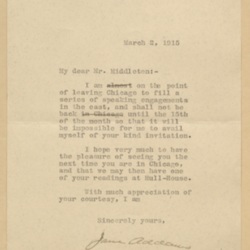 March 3, 1915
My dear Mr. Middleton:-
I am almost on the point
of leaving Chicago to fill a
series of speaking engagements
in the east, and shall not be
back in Chicago until the 15th
of the month so that it will
be impossible for us to avoid
myself of your kind invitation.
I hope very much to have
the pleasure of seeing you the
next time you are in Chicago,
and that we may then have one
of your readings at Hull-House.
With much appreciation of
your courtesy, I am
Sincerely yours,
Jane Addams